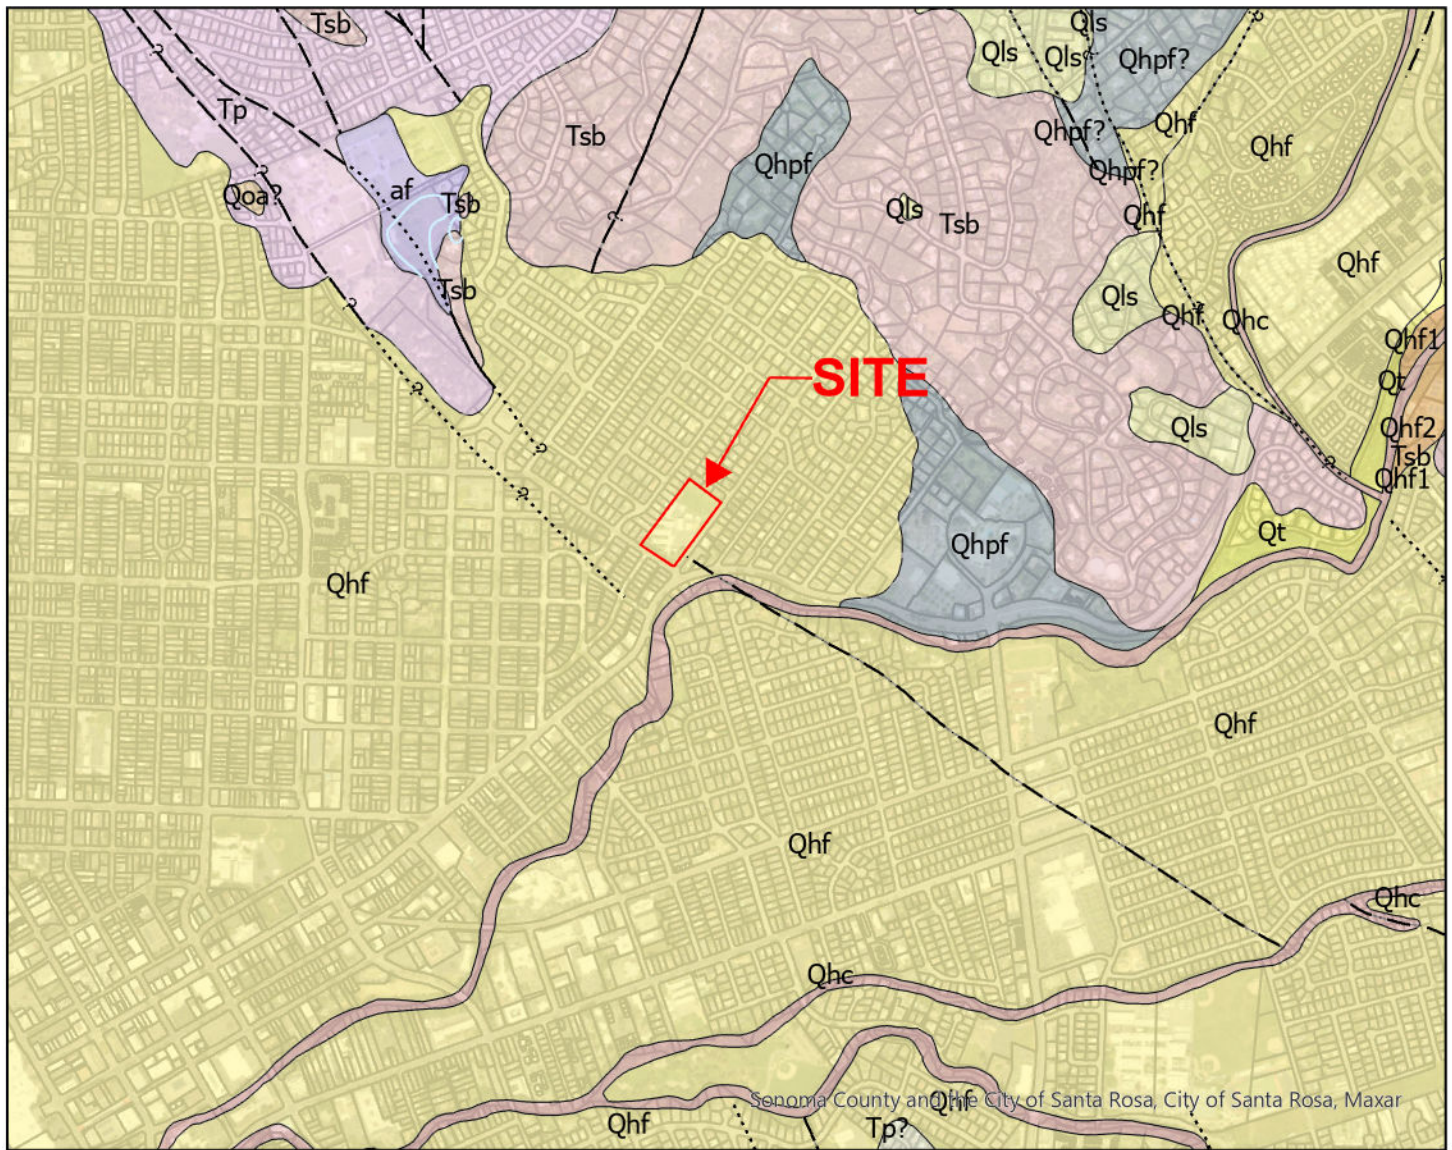 Tsb
Qls
Qls
Qls
Qhpf?
?
?
Tp
Tsb
Qhpf
Qhpf?
Qhf
Qhf
Qhpf?
?
Qoa?
af
Tsb
Qls
Tsb
Qhf
?
Qhf
Tsb
Qls
Qhf
Qhc
?
Qhf1
SITE
?
Qt
Qls
Qhf2
?
Tsb
?
Qhf1
?
Qt
Qhpf
Qhf
Qhf
Qhf
Qhc
Qhc
Sonoma County and the City of Santa Rosa, City of Santa Rosa, Maxar
Qhf
Qhf
Tp?